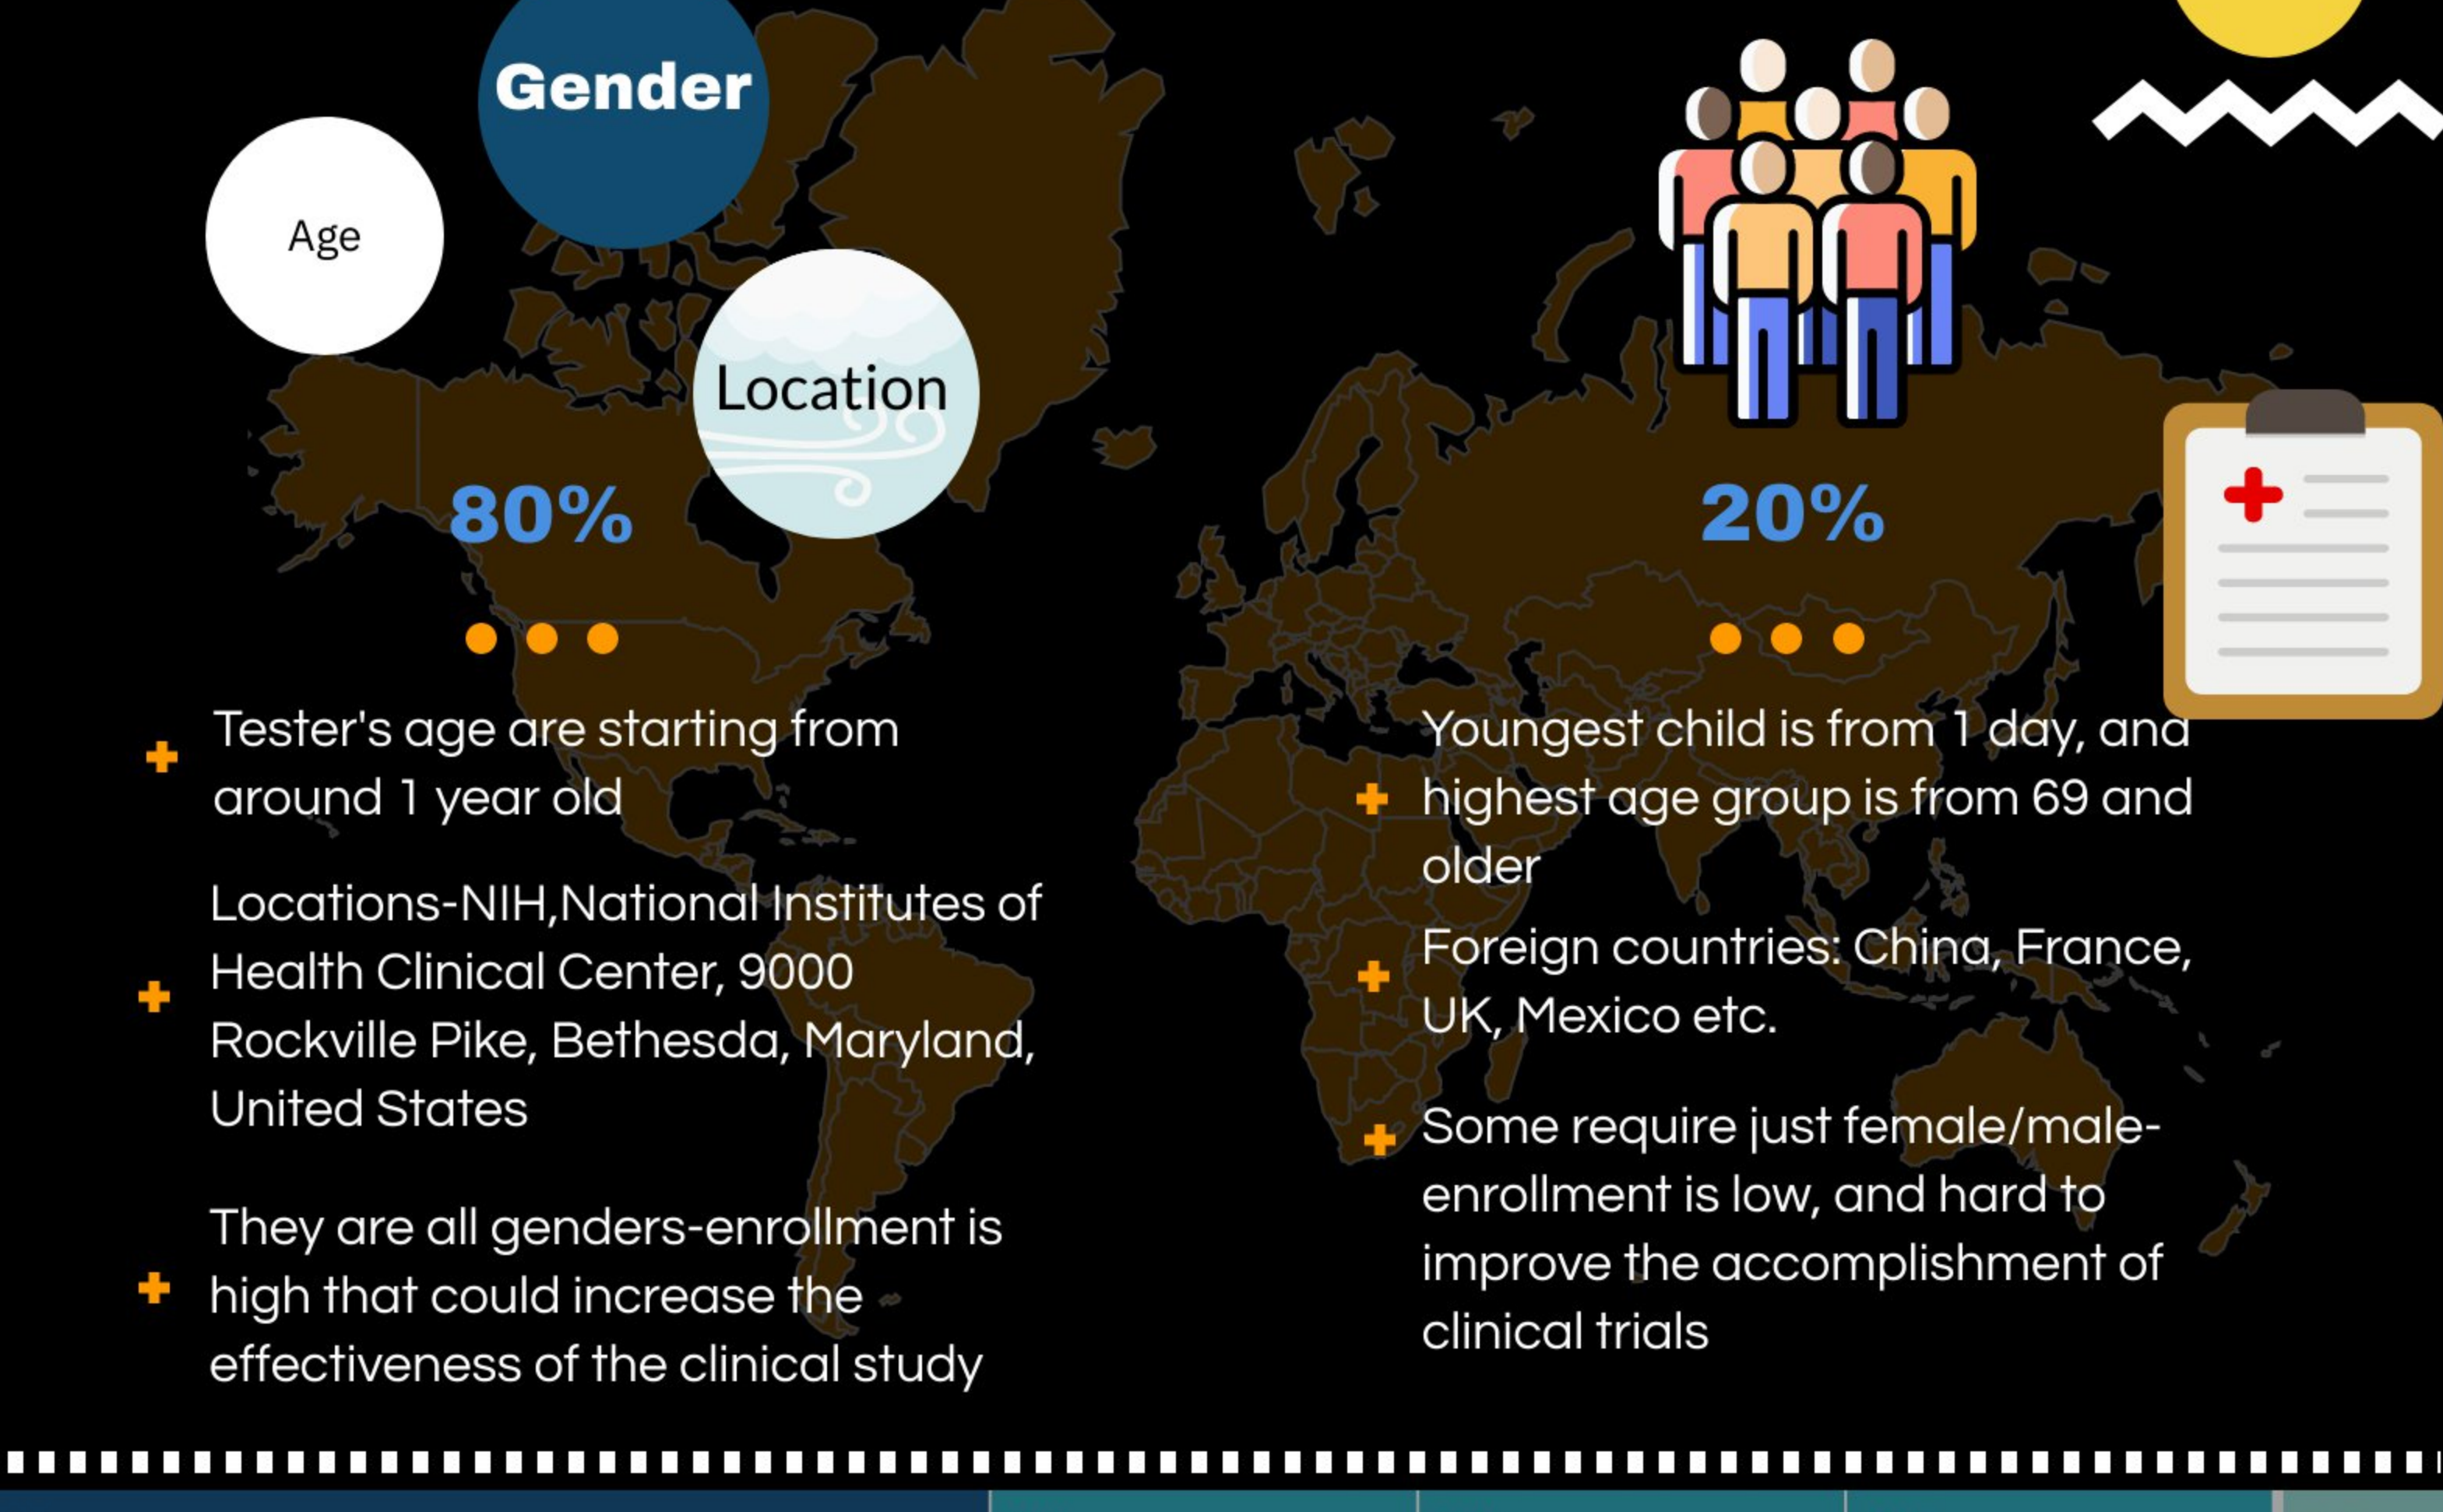 Gender
Age
Location
80%
Tester's age are starting from
around 1 year old
Locations-NIH,National Institutes of
Health Clinical Center, 9000
Rockville Pike, Bethesda, Maryland,
United States
They are all genders-enrollment is
high that could increase the
effectiveness of the clinical study
20%
Youngest child is from 1 day, and
highest age group is from 69 and
older
Foreign countries: China, France,
UK, Mexico etc.
Some require just female/male-
enrollment is low, and hard to
improve the accomplishment of
clinical trials